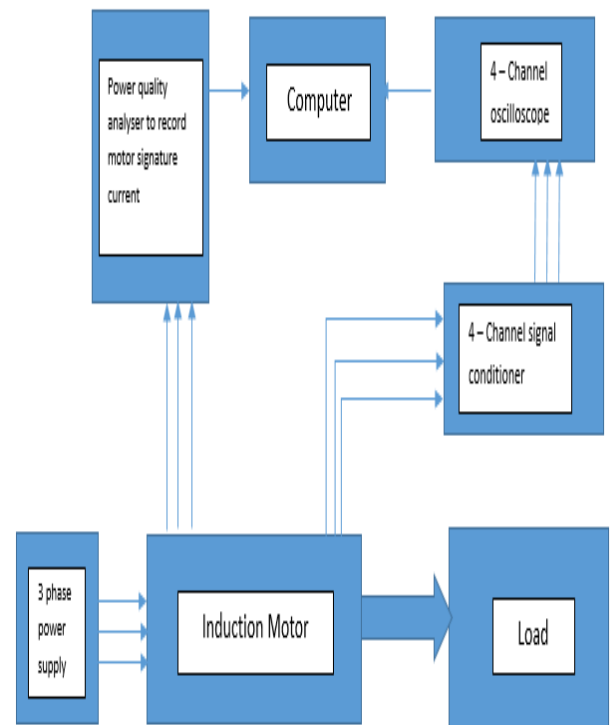 Power quality
analyser to record
motor signature
current
Computer
4 – Channel
oscilloscope
4 – Channel signal
conditioner
3 phase
power
supply
Induction Motor
Load